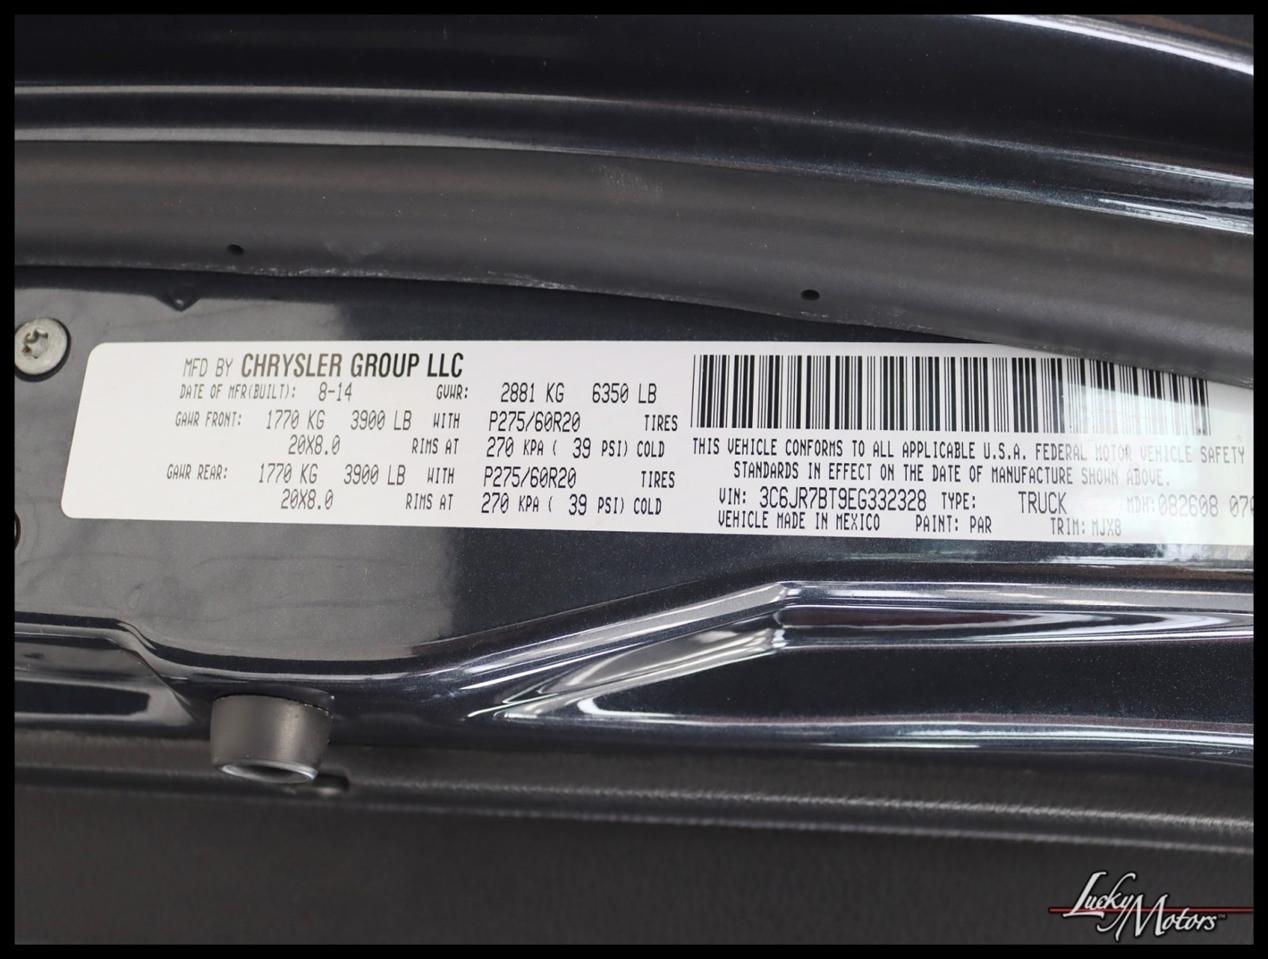 MFD BY CHRYSLER GROUP LLC
DATE OF MFR(BUILT): 8-14 GVWR: 2881 KG 6350 LB
GAWR FRONT: 1770 KG 3900 LB WITH P275/60R20 TIRES
20X8.0 RIMS AT 270 KPA ( 39 PSI) COLD
GAWR REAR: 1770 KG 3900 LB WITH P275/60R20 TIRES
20X8.0 RIMS AT 270 KPA ( 39 PSI) COLD
THIS VEHICLE CONFORMS TO ALL APPLICABLE U.S.A. FEDERAL MOTOR VEHICLE SAFETY
STANDARDS IN EFFECT ON THE DATE OF MANUFACTURE SHOWN ABOVE.
VIN: 3C6JR7BT9EG332328 TYPE: TRUCK MDH: 082608
VEHICLE MADE IN MEXICO PAINT: PAR TRIM: MJX8
Lucky Motors™